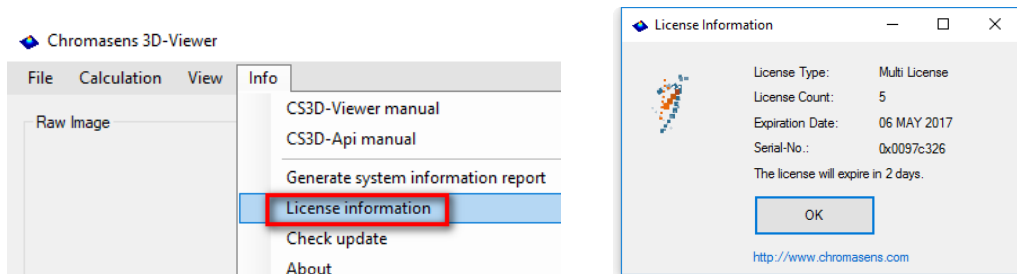 Chromasens 3D-Viewer
File Calculation View Info
Raw Image
CS3D-Viewer manual
CS3D-Api manual
Generate system information report
License information
Check update
About
License Information
License Type: Multi License
License Count: 5
Expiration Date: 06 MAY 2017
Serial-No.: 0x0097c326
The license will expire in 2 days.
OK
http://www.chromasens.com